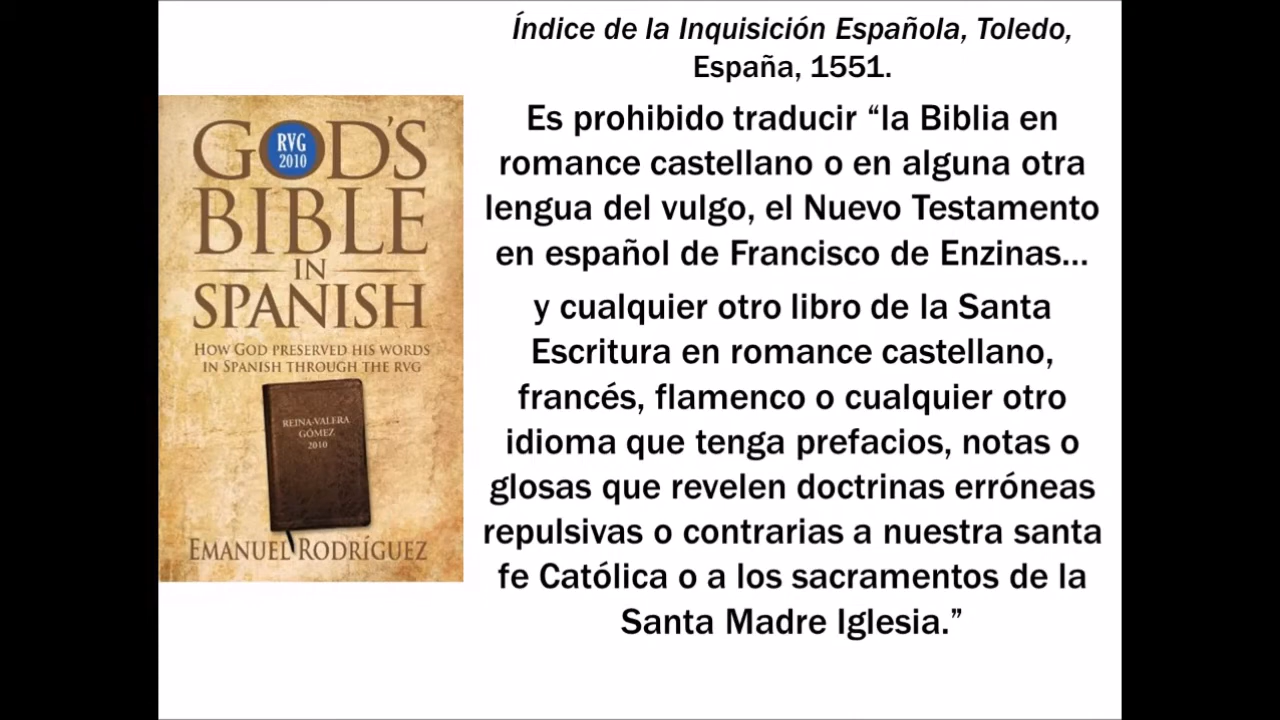 Índice de la Inquisición Española, Toledo,
España, 1551.
Es prohibido traducir “la Biblia en
romance castellano o en alguna otra
lengua del vulgo, el Nuevo Testamento
en español de Francisco de Enzinas...
y cualquier otro libro de la Santa
Escritura en romance castellano,
francés, flamenco o cualquier otro
idioma que tenga prefacios, notas o
glosas que revelen doctrinas erróneas
repulsivas o contrarias a nuestra santa
fe Católica o a los sacramentos de la
Santa Madre Iglesia.”
GOD'S
RVG
2010
BIBLE
IN
SPANISH
HOW GOD PRESERVED HIS WORDS
IN SPANISH THROUGH THE RVG
REINA-VALERA
GÓMEZ
2010
EMANUEL RODRÍGUEZ